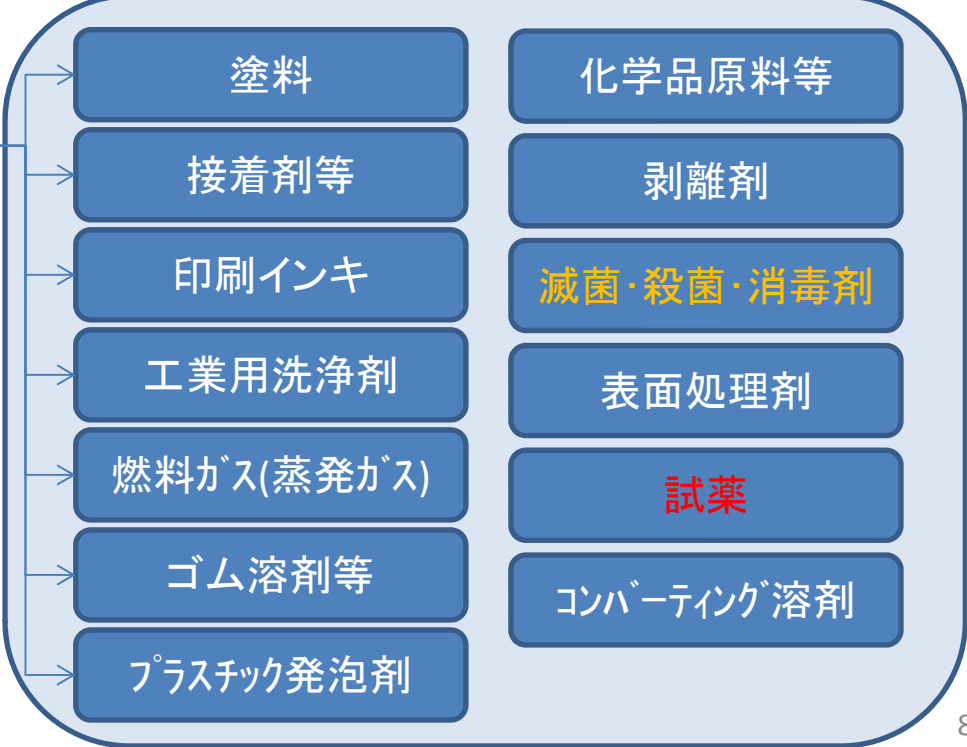 塗料
接着剤等
印刷インキ
工業用洗浄剤
燃料ｶﾞｽ(蒸発ｶﾞｽ)
ゴム溶剤等
ﾌﾟﾗｽﾁｯｸ発泡剤
化学品原料等
剥離剤
滅菌･殺菌･消毒剤
表面処理剤
試薬
ｺﾝﾊﾞｰﾃｨﾝｸﾞ溶剤
8